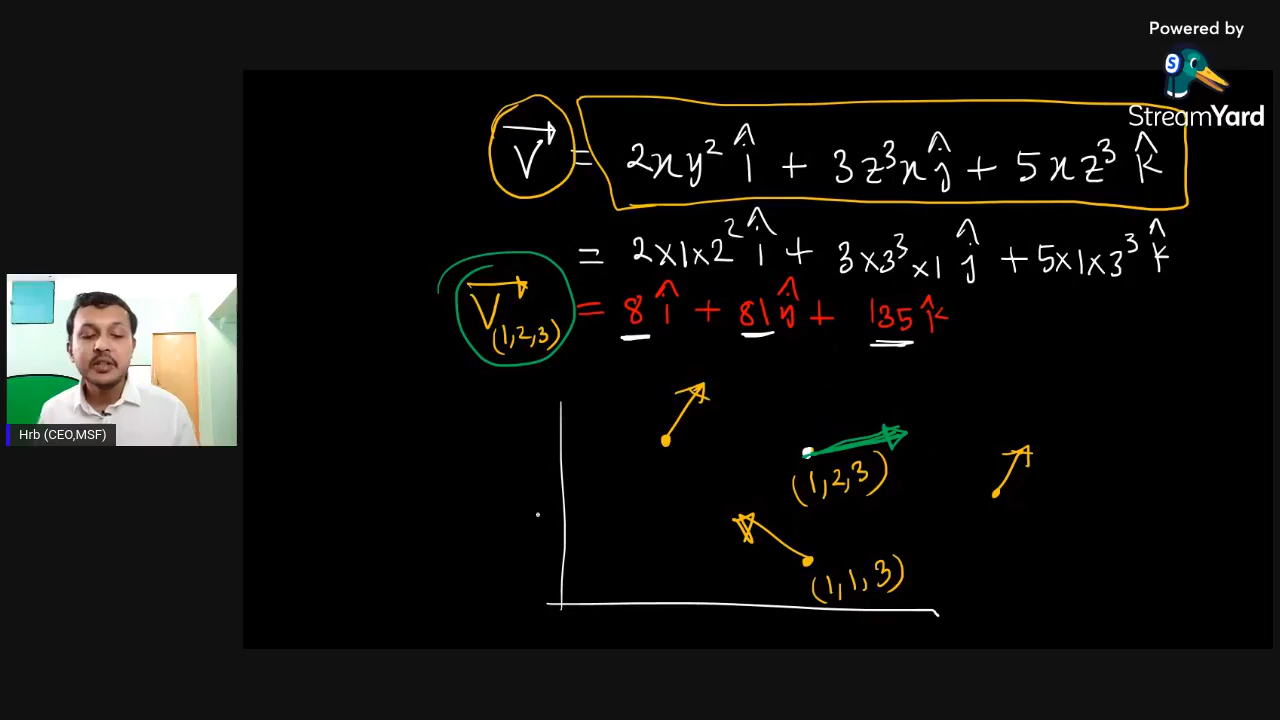 Powered by
StreamYard
S
V⃗ = 2xy² î + 3z³x ĵ + 5xz³ k̂
= 2×1×2² î + 3×3³×1 ĵ + 5×1×3³ k̂
V⃗(1,2,3) = 8 î + 81 ĵ + 135 k̂
(1,2,3)
(1,1,3)
Hrb (CEO,MSF)